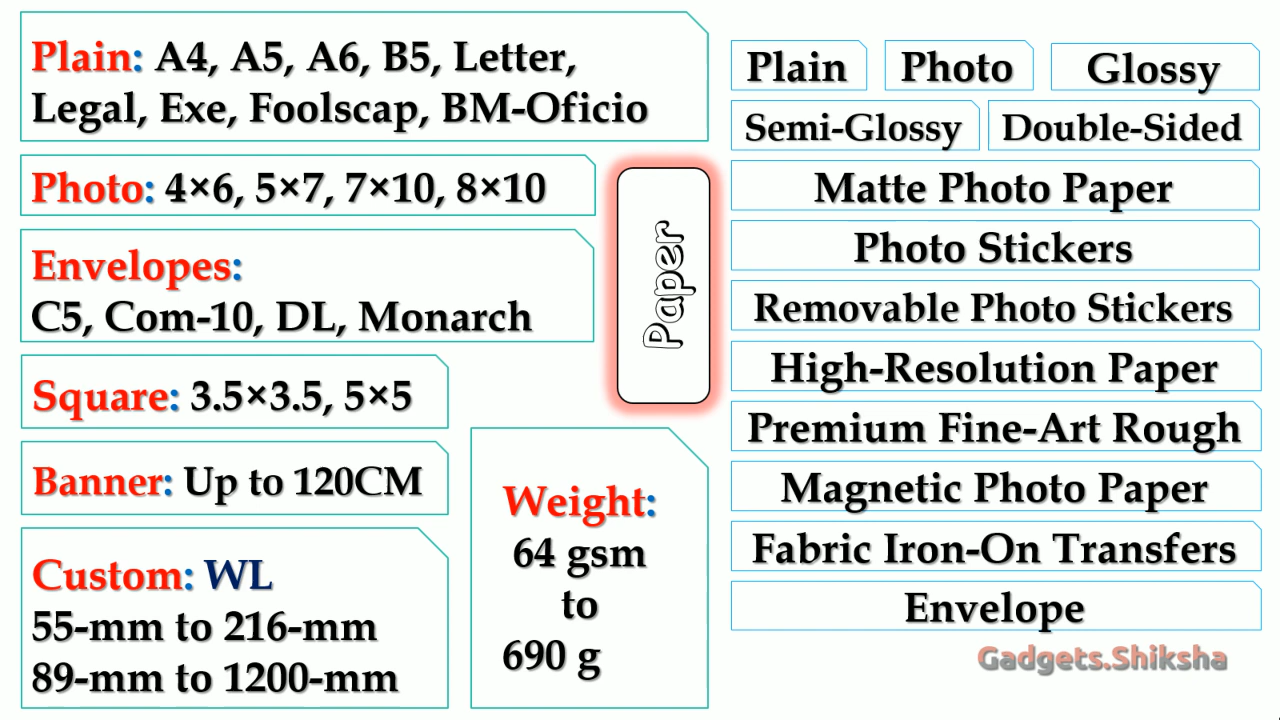 Plain: A4, A5, A6, B5, Letter,
Legal, Exe, Foolscap, BM-Oficio
Photo: 4×6, 5×7, 7×10, 8×10
Envelopes:
C5, Com-10, DL, Monarch
Square: 3.5×3.5, 5×5
Banner: Up to 120CM
Custom: WL
55-mm to 216-mm
89-mm to 1200-mm
Weight:
64 gsm
to
690 g
Paper
Plain
Photo
Glossy
Semi-Glossy
Double-Sided
Matte Photo Paper
Photo Stickers
Removable Photo Stickers
High-Resolution Paper
Premium Fine-Art Rough
Magnetic Photo Paper
Fabric Iron-On Transfers
Envelope
Gadgets.Shiksha